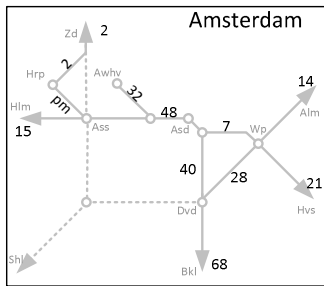 Amsterdam
Zd 2
14
Hrp 2 Awhv
32
Alm
Hlm pm 48 7 Wp
15 Ass Asd
40 28 21
Hvs
Dvd
Shl Bkl 68